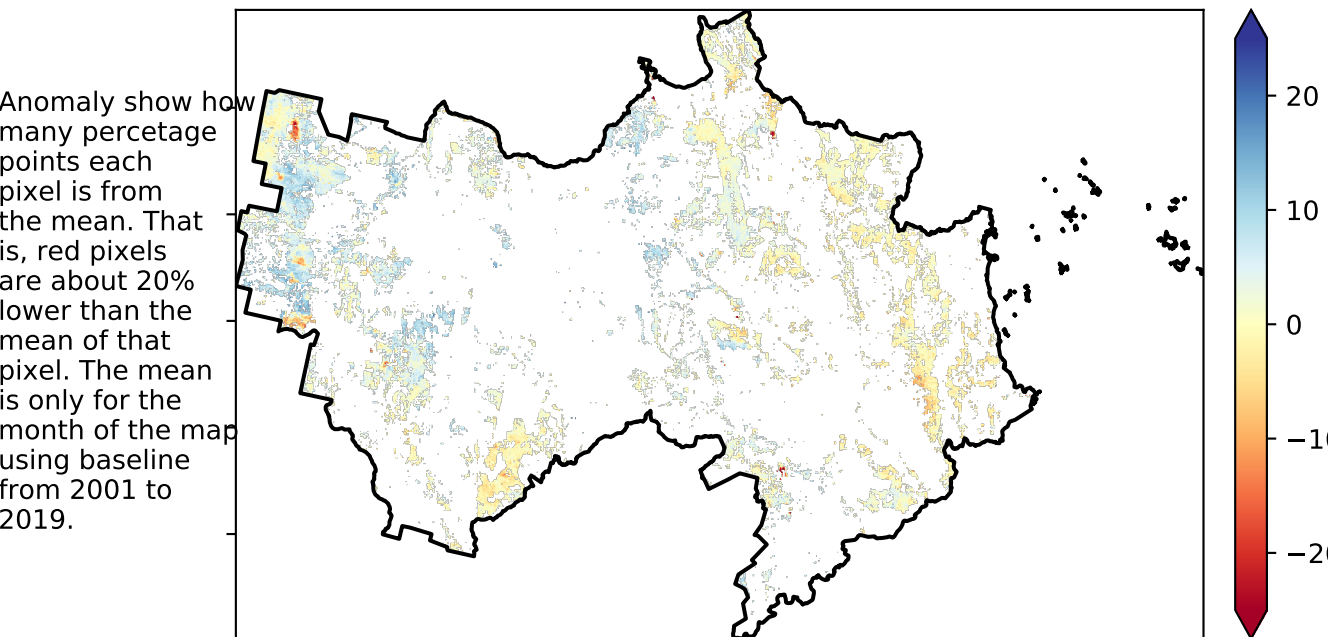 Anomaly show how
many percetage
points each
pixel is from
the mean. That
is, red pixels
are about 20%
lower than the
mean of that
pixel. The mean
is only for the
month of the map
using baseline
from 2001 to
2019.
20
10
0
−10
−20